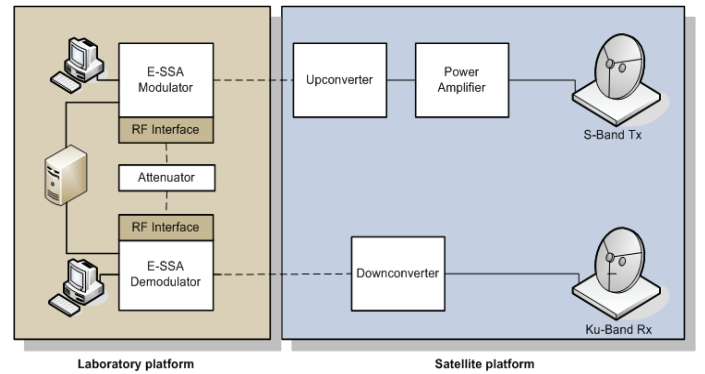 E-SSA
Modulator
RF Interface
Attenuator
RF Interface
E-SSA
Demodulator
Upconverter
Power
Amplifier
S-Band Tx
Downconverter
Ku-Band Rx
Laboratory platform
Satellite platform